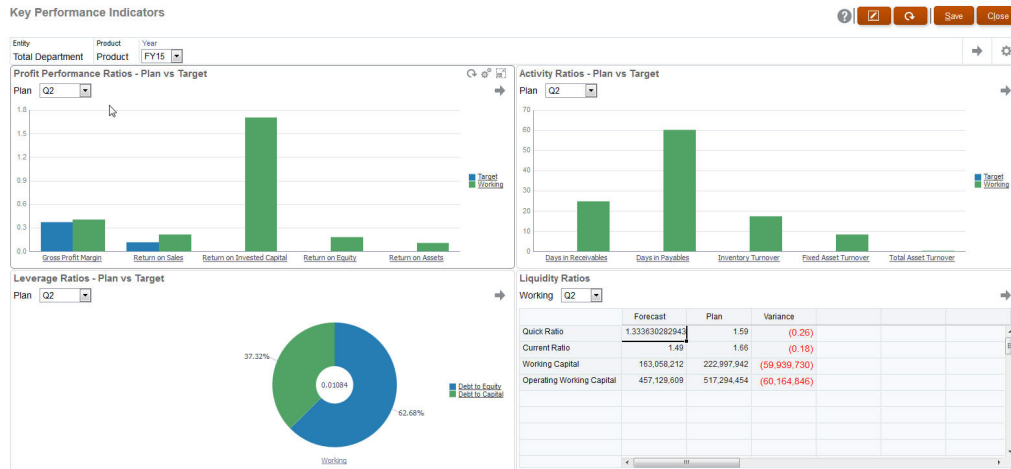 Key Performance Indicators
? Save Close
Entity Product Year
Total Department Product FY15
Profit Performance Ratios - Plan vs Target
Plan Q2
1.8
1.5
1.2
0.9
0.6
0.3
0.0
Gross Profit Margin Return on Sales Return on Invested Capital Return on Equity Return on Assets
Target
Working
Activity Ratios - Plan vs Target
Plan Q2
70
60
50
40
30
20
10
0
Days in Receivables Days in Payables Inventory Turnover Fixed Asset Turnover Total Asset Turnover
Target
Working
Leverage Ratios - Plan vs Target
Plan Q2
37.32%
0.01084
62.68%
Debt to Equity
Debt to Capital
Working
Liquidity Ratios
Working Q2
Forecast Plan Variance
Quick Ratio 1.333630282943 1.59 (0.26)
Current Ratio 1.49 1.66 (0.18)
Working Capital 163,058,212 222,997,942 (59,939,730)
Operating Working Capital 457,129,609 517,294,454 (60,164,846)